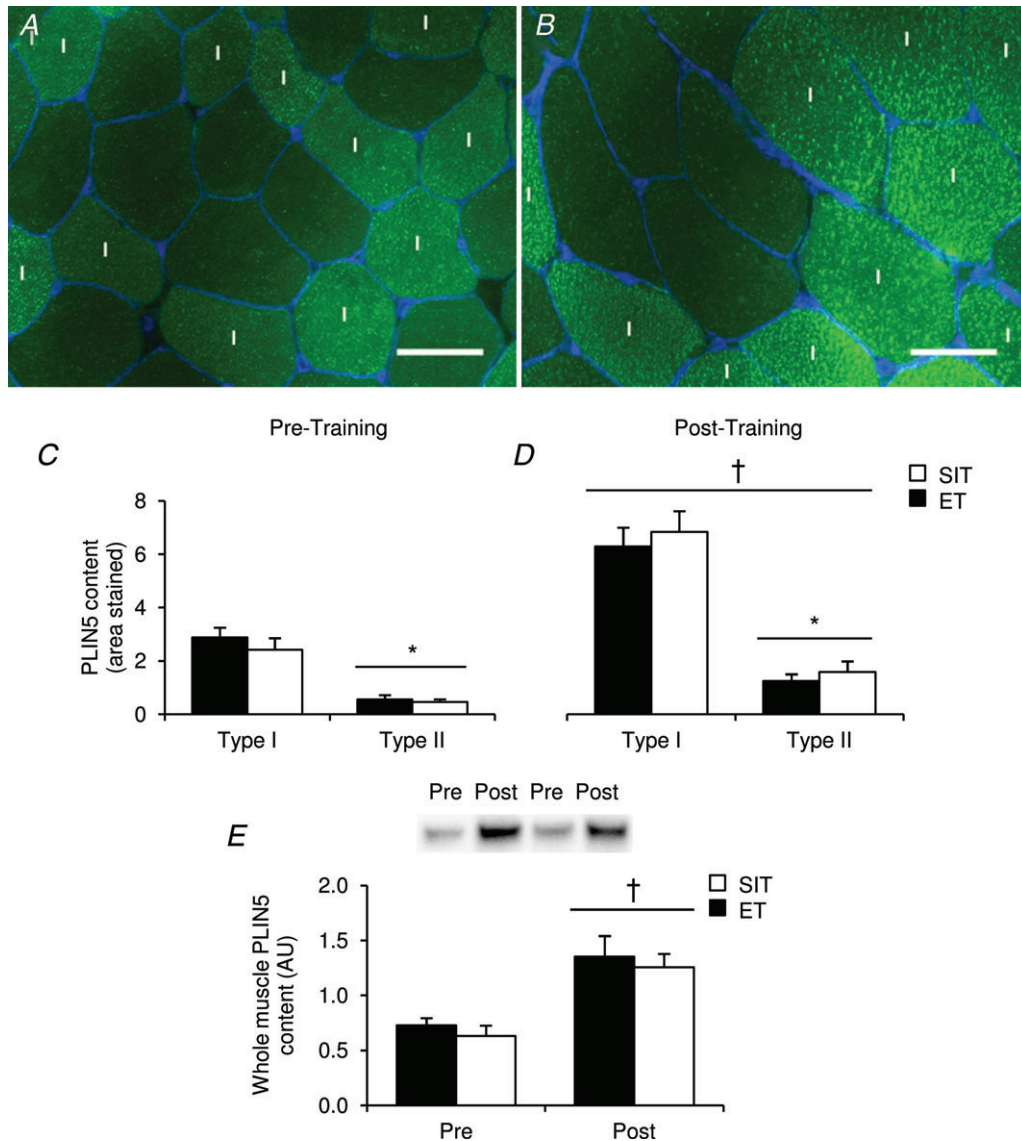 A
B
I I I I I I I I I I I
I I I I I I I I I
Pre-Training
Post-Training
C
D
†
SIT
ET
PLIN5 content
(area stained)
8
6
4
2
0
*
*
Type I
Type II
Type I
Type II
Pre Post Pre Post
E
†
SIT
ET
Whole muscle PLIN5
content (AU)
2.0
1.5
1.0
0.5
0.0
Pre
Post